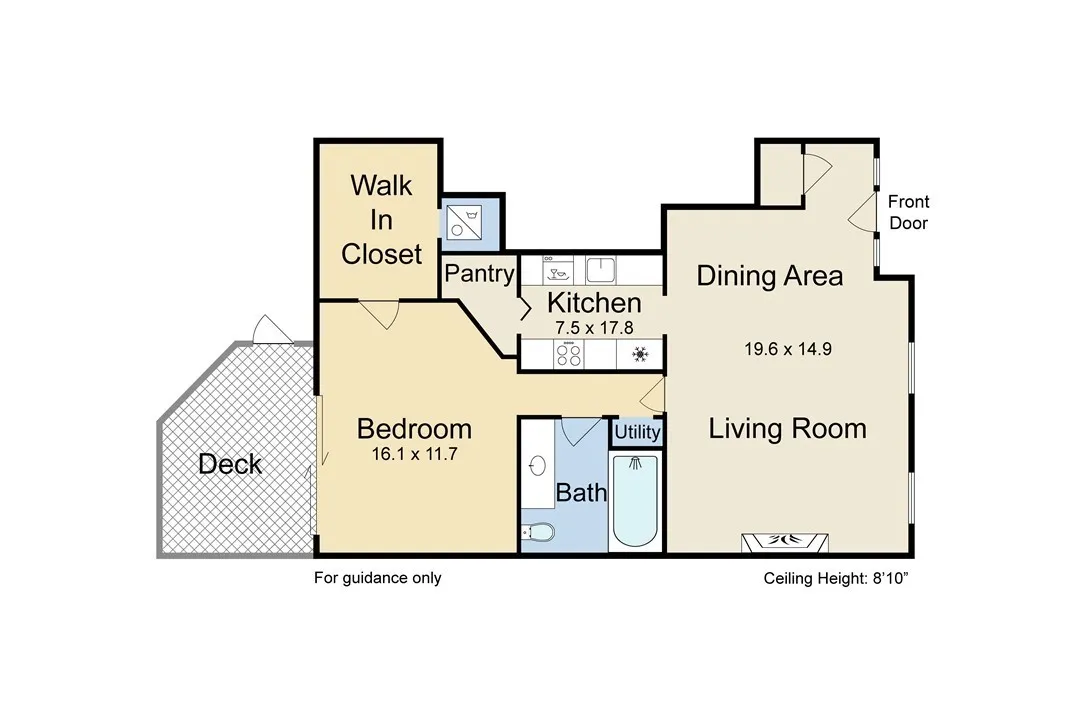 Walk
In
Closet
Front
Door
Pantry
Dining Area
Kitchen
7.5 x 17.8
19.6 x 14.9
Bedroom
16.1 x 11.7
Utility
Living Room
Deck
Bath
For guidance only
Ceiling Height: 8'10”